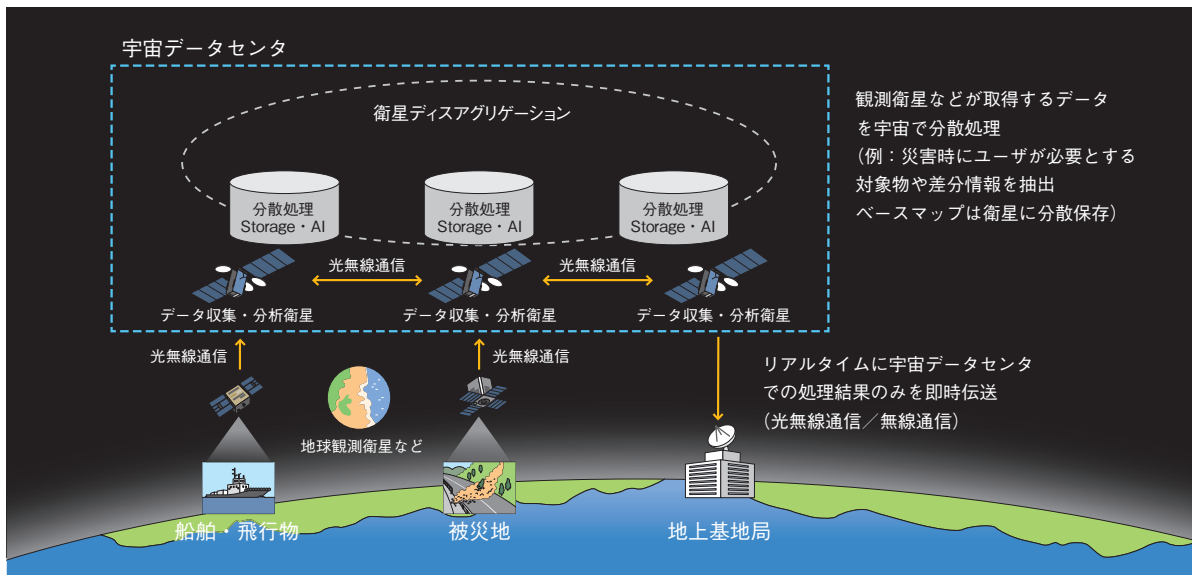 宇宙データセンタ
衛星ディスアグリゲーション
分散処理
Storage・AI
分散処理
Storage・AI
分散処理
Storage・AI
光無線通信
光無線通信
データ収集・分析衛星
データ収集・分析衛星
データ収集・分析衛星
観測衛星などが取得するデータ
を宇宙で分散処理
(例：災害時にユーザが必要とする
対象物や差分情報を抽出
ベースマップは衛星に分散保存)
光無線通信
光無線通信
リアルタイムに宇宙データセンタ
での処理結果のみを即時伝送
(光無線通信／無線通信)
地球観測衛星など
船舶・飛行物
被災地
地上基地局